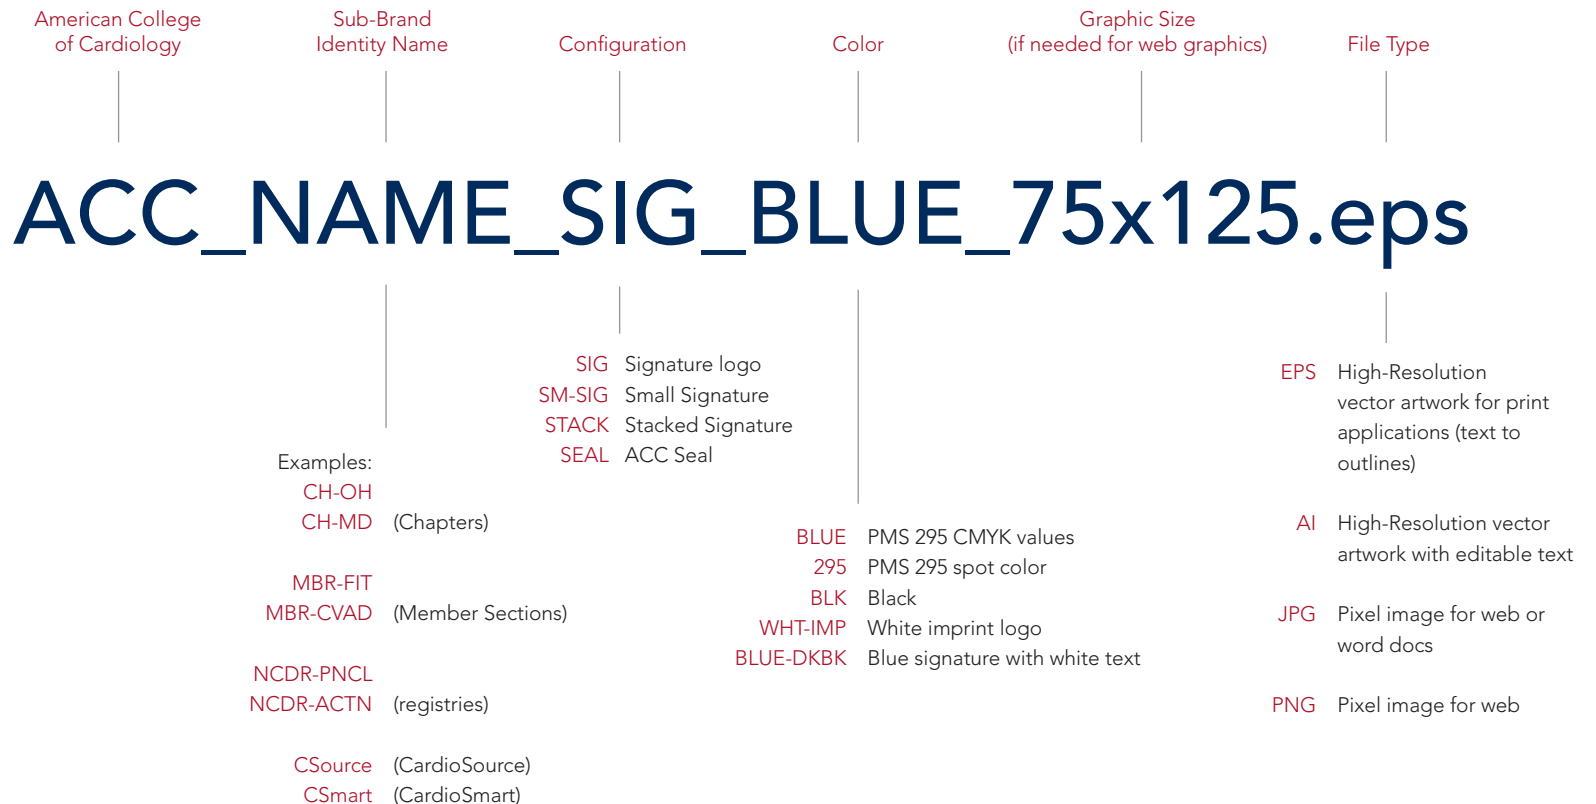 American College
of Cardiology
Sub-Brand
Identity Name
Configuration
Color
Graphic Size
(if needed for web graphics)
File Type
ACC_NAME_SIG_BLUE_75x125.eps
Examples:
CH-OH
CH-MD (Chapters)
MBR-FIT
MBR-CVAD (Member Sections)
NCDR-PNCL
NCDR-ACTN (registries)
CSource (CardioSource)
CSmart (CardioSmart)
SIG Signature logo
SM-SIG Small Signature
STACK Stacked Signature
SEAL ACC Seal
BLUE PMS 295 CMYK values
295 PMS 295 spot color
BLK Black
WHT-IMP White imprint logo
BLUE-DKBK Blue signature with white text
EPS High-Resolution
vector artwork for print
applications (text to
outlines)
AI High-Resolution vector
artwork with editable text
JPG Pixel image for web or
word docs
PNG Pixel image for web